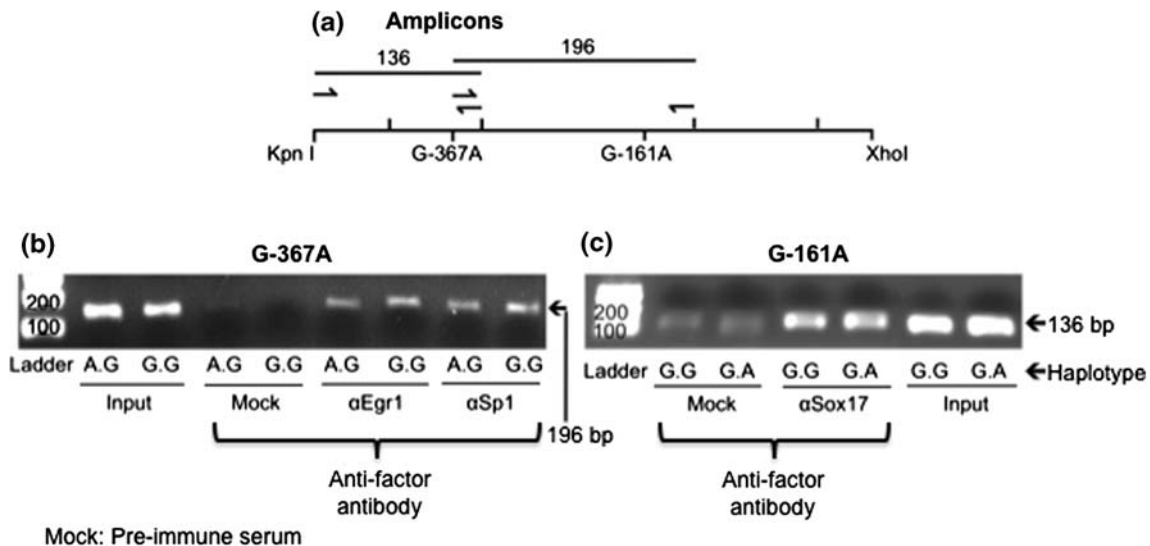 (a) Amplicons
136
196
Kpn I G-367A G-161A XhoI
(b) G-367A
200
100
Ladder A.G G.G A.G G.G A.G G.G A.G G.G
Input Mock αEgr1 αSp1
196 bp
Anti-factor
antibody
Mock: Pre-immune serum
(c) G-161A
200
100
136 bp
Ladder G.G G.A G.G G.A G.G G.A Haplotype
Mock αSox17 Input
Anti-factor
antibody